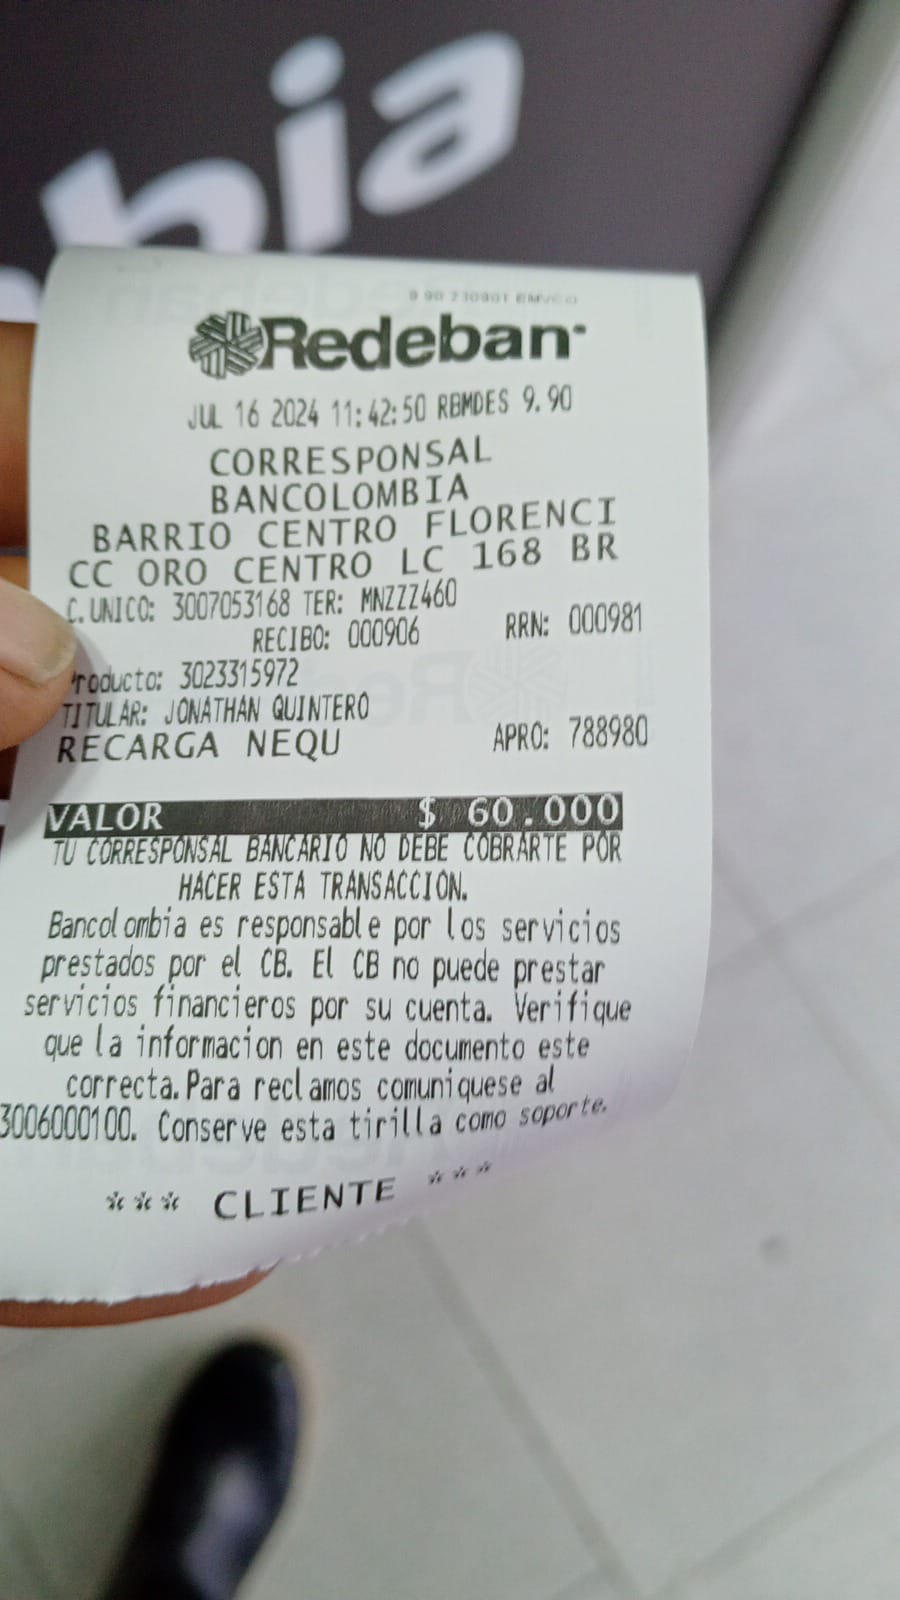 bia
9.90 230901 EMVCO
Redeban
JUL 16 2024 11:42:50 RBMDES 9.90
CORRESPONSAL
BANCOLOMBIA
BARRIO CENTRO FLORENCI
CC ORO CENTRO LC 168 BR
C.UNICO: 3007053168 TER: MNZZZ460
RECIBO: 000906 RRN: 000981
Producto: 3023315972
TITULAR: JONATHAN QUINTERO
RECARGA NEQU APRO: 788980
VALOR $ 60.000
TU CORRESPONSAL BANCARIO NO DEBE COBRARTE POR
HACER ESTA TRANSACCION.
Bancolombia es responsable por los servicios
prestados por el CB. El CB no puede prestar
servicios financieros por su cuenta. Verifique
que la informacion en este documento este
correcta. Para reclamos comuniquese al
3006000100. Conserve esta tirilla como soporte.
*** CLIENTE ***